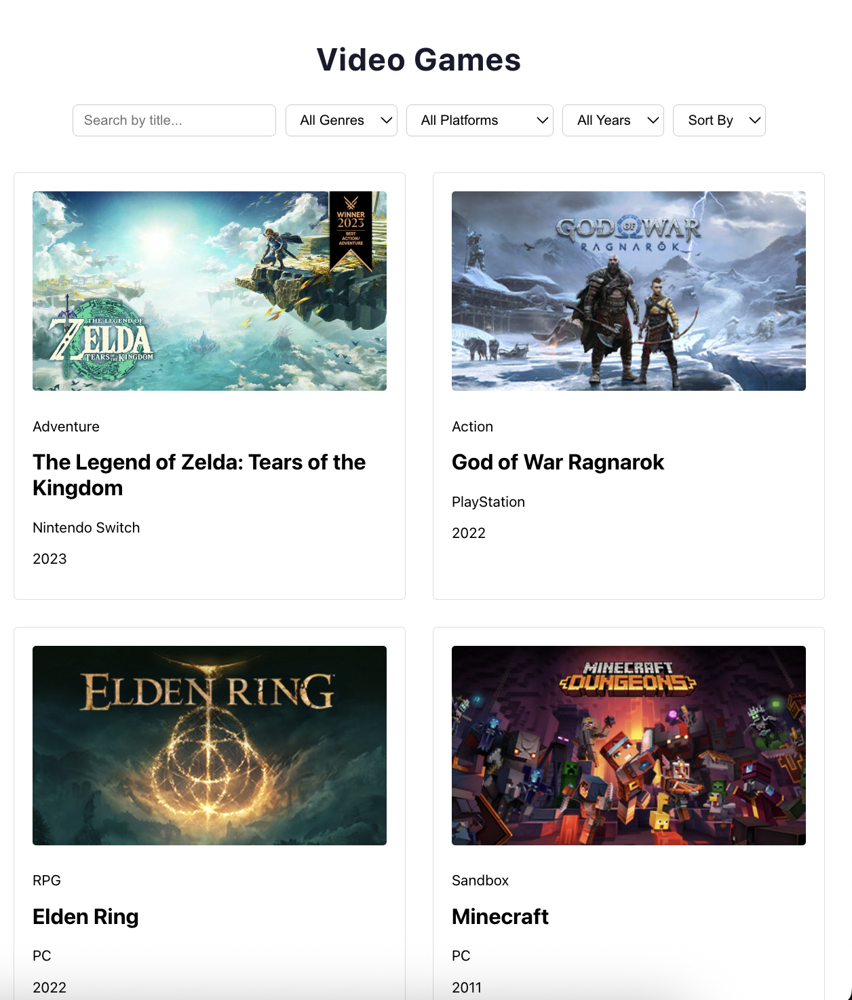 Video Games
Search by title...
All Genres
All Platforms
All Years
Sort By
WINNER
2023
BEST
ACTION/
ADVENTURE
THE LEGEND OF
ZELDA
TEARS OF THE KINGDOM
GOD OF WAR
RAGNARÖK
Adventure
The Legend of Zelda: Tears of the
Kingdom
Nintendo Switch
2023
Action
God of War Ragnarok
PlayStation
2022
ELDEN RING
MINECRAFT
DUNGEONS
RPG
Elden Ring
PC
2022
Sandbox
Minecraft
PC
2011